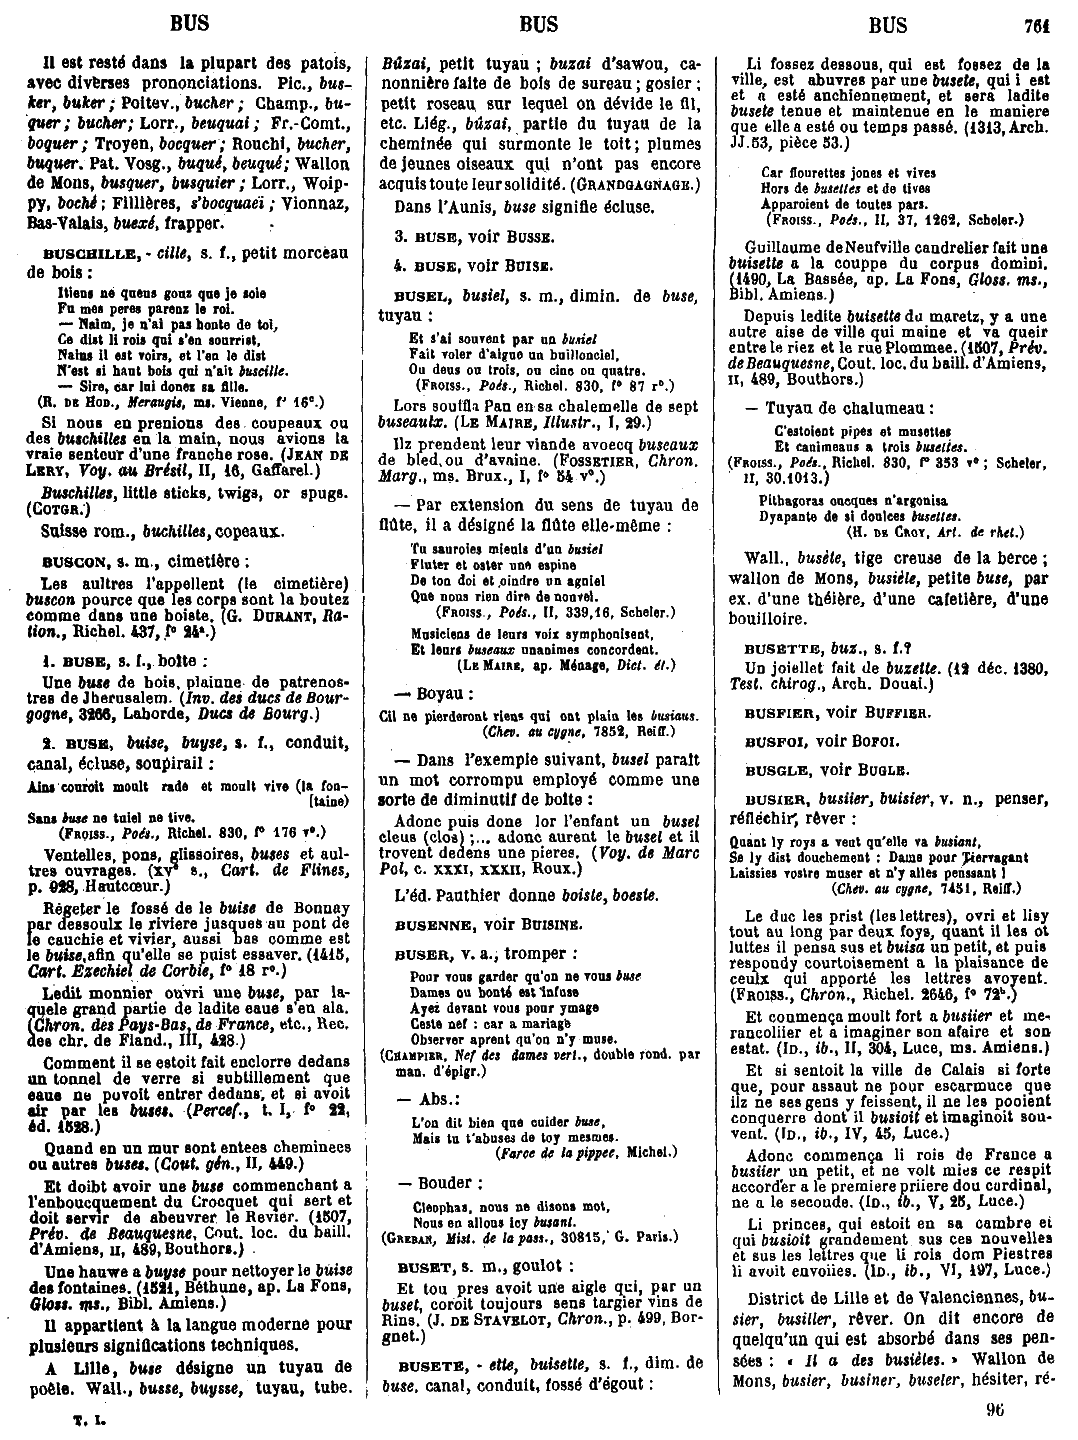 BUS
BUS
BUS
761
Il est resté dans la plupart des patois,
avec diverses prononciations. Pic., bus-
ker, buker ; Poitev., bucher ; Champ., bu-
quer ; bucher; Lorr., beuquai ; Fr.-Comt.,
boquer ; Troyen, bocquer ; Rouchi, bucher,
buquer. Pat. Vosg., buqué, beuqué; Wallon
de Mons, busquer, busquier ; Lorr., Woip-
py, boché ; Fillières, s'bocquaei ; Vionnaz,
Bas-Valais, buexé, frapper.
BUSCHILLE, - cille, s. f., petit morceau
de bois :
Itiens ne queus gonz que je soie
Fu mes peres parenz le roi.
— Naim, je n'ai pas honte de toi,
Ce dist li rois qui s'en sourrist,
Nains il est voirs, et l'en le dist
N'est si haut bois qui n'ait buscille.
— Sire, car lui donez sa fille.
(R. DE HOD., Meraugis, ms. Vienne, f° 16c.)
Si nous en prenions des coupeaux ou
des buschilles en la main, nous avions la
vraie senteur d'une franche rose. (JEAN DE
LERY, Voy. au Brésil, II, 16, Gaffarel.)
Buschilles, little sticks, twigs, or spugs.
(COTGR.)
Suisse rom., buchilles, copeaux.
BUSCON, s. m., cimetière :
Les aultres l'appellent (le cimetière)
buscon pource que les corps sont la boutez
comme dans une boiste. (G. DURANT, Ra-
tion., Richel. 437, f° 24a.)
1. BUSE, s. f., boîte :
Une buse de bois, plainne de patrenos-
tres de Jherusalem. (Inv. des ducs de Bour-
gogne, 3266, Laborde, Ducs de Bourg.)
2. BUSE, buise, buyse, s. f., conduit,
canal, écluse, soupirail :
Ains couroit moult rade et moult vive (la fon-
[taine)
Sans buse ne tuiel ne tive.
(FROISS., Poés., Richel. 830, f° 176 v°.)
Ventelles, pons, glissoires, buses et aul-
tres ouvrages. (xve s., Cart. de Flines,
p. 928, Hautcœur.)
Regeter le fossé de le buise de Bonnay
par dessoulx le riviere jusques au pont de
le cauchie et vivier, aussi bas comme est
le buise, afin qu'elle se puist essaver. (1415,
Cart. Ezechiel de Corbie, f° 18 r°.)
Ledit monnier ouvri une buse, par la-
quele grand partie de ladite eaue s'en ala.
(Chron. des Pays-Bas, de France, etc., Rec.
des chr. de Fland., III, 428.)
Comment il se estoit fait enclorre dedans
un tonnel de verre si subtillement que
eaue ne povoit entrer dedans, et si avoit
air par les buses. (Percef., t. I, f° 22,
éd. 1528.)
Quand en un mur sont entees cheminees
ou autres buses. (Cout. gén., II, 449.)
Et doibt avoir une buse commenchant a
l'enboucquement du Crocquet qui sert et
doit servir de abeuvrer le Revier. (1507,
Prév. de Beauquesne, Cout. loc. du baill.
d'Amiens, II, 489, Bouthors.)
Une hauwe a buyse pour nettoyer le buise
des fontaines. (1521, Béthune, ap. La Fons,
Gloss. ms., Bibl. Amiens.)
Il appartient à la langue moderne pour
plusieurs significations techniques.
A Lille, buse désigne un tuyau de
poêle. Wall., busse, buysse, tuyau, tube.
T. I.
Bûzai, petit tuyau ; buzai d'sawou, ca-
nonnière faite de bois de sureau ; gosier ;
petit roseau sur lequel on dévide le fil,
etc. Liég., bûzai, partie du tuyau de la
cheminée qui surmonte le toit ; plumes
de jeunes oiseaux qui n'ont pas encore
acquis toute leur solidité. (GRANDGAGNAGE.)
Dans l'Aunis, buse signifie écluse.
3. BUSE, voir BUSSE.
4. BUSE, voir BUISE.
BUSEL, busiel, s. m., dimin. de buse,
tuyau :
Et s'ai souvent par un busiel
Fait voler d'aigue un buillonciel,
Ou deus ou trois, ou cinc ou quatre.
(FROISS., Poés., Richel. 830, f° 87 r°.)
Lors souffla Pan en sa chalemelle de sept
buseaulx. (LE MAIRE, Illustr., I, 29.)
Ilz prendent leur viande avoecq buseaux
de bled, ou d'avaine. (FOSSETIER, Chron.
Marg., ms. Brux., I, f° 54 v°.)
— Par extension du sens de tuyau de
flûte, il a désigné la flûte elle-même :
Tu sauroies mieuls d'un busiel
Fluter et oster une espine
De ton doi et oindre un agniel
Que nous rien dire de nouvel.
(FROISS., Poés., II, 339,16, Scheler.)
Musiciens de leurs voix symphonisent,
Et leurs buseaux unanimes concordent.
(LE MAIRE, ap. Ménage, Dict. ét.)
— Boyau :
Cil ne pierderont riens qui ont plain les busiaus.
(Chev. au cygne, 7852, Reiff.)
— Dans l'exemple suivant, busel paraît
un mot corrompu employé comme une
sorte de diminutif de boîte :
Adonc puis done lor l'enfant un busel
cleus (clos) ;... adonc aurent le busel et il
trovent dedens une pieres. (Voy. de Marc
Pol, c. XXXI, XXXII, Roux.)
L'éd. Pauthier donne boiste, boeste.
BUSENNE, voir BUISINE.
BUSER, v. a., tromper :
Pour vous garder qu'on ne vous buse
Dames ou bonté est infuse
Ayez devant vous pour ymage
Ceste nef : car a mariage
Observer aprent qu'on n'y muse.
(CHAMPIER, Nef des dames vert., double rond. par
man. d'épigr.)
— Abs.:
L'on dit bien que cuider buse,
Mais tu t'abuses de toy mesmes.
(Farce de la pippee, Michel.)
— Bouder :
Cleophas, nous ne disons mot,
Nous en allons icy busant.
(GREBAN, Mist. de la pass., 30815, G. Paris.)
BUSET, s. m., goulot :
Et tou pres avoit une aigle qui, par un
buset, coroit toujours sens targier vins de
Rins. (J. DE STAVELOT, Chron., p. 499, Bor-
gnet.)
BUSETE, - ette, buisette, s. f., dim. de
buse, canal, conduit, fossé d'égout :
Li fossez dessous, qui est fossez de la
ville, est abuvres par une busete, qui i est
et a esté anchiennement, et sera ladite
busete tenue et maintenue en le maniere
que elle a esté ou temps passé. (1313, Arch.
JJ.53, pièce 53.)
Car flourettes jones et vives
Hors de busettes et de tives
Apparoient de toutes pars.
(FROISS., Poés., II, 37, 1262, Scheler.)
Guillaume de Neufville candrelier fait une
buisette a la couppe du corpus domini.
(1490, La Bassée, ap. La Fons, Gloss. ms.,
Bibl. Amiens.)
Depuis ledite buisette du maretz, y a une
autre aise de ville qui maine et va queir
entre le riez et le rue Plommee. (1507, Prév.
de Beauquesne, Cout. loc. du baill. d'Amiens,
II, 489, Bouthors.)
— Tuyau de chalumeau :
C'estoient pipes et musettes
Et canimeaus a trois busettes.
(FROISS., Poés., Richel. 830, f° 353 v° ; Scheler,
II, 30.1013.)
Pithagoras oncques n'argonisa
Dyapante de si doulces busettes.
(H. DE CROY, Art. de rhet.)
Wall., busète, tige creuse de la berce ;
wallon de Mons, busièle, petite buse, par
ex. d'une théière, d'une cafetière, d'une
bouilloire.
BUSETTE, buz., s. f.?
Un joiellet fait de buzette. (12 déc. 1380,
Test. chirog., Arch. Douai.)
BUSFIER, voir BUFFIER.
BUSFOI, voir BOFOI.
BUSGLE, voir BUGLE.
BUSIER, busiier, buisier, v. n., penser,
réfléchir, rêver :
Quant ly roys a veut qu'elle va busiant,
Se ly dist douchement : Dame pour Tiervagant
Laissies vostre muser et n'y alles penssant !
(Chev. au cygne, 7451, Reiff.)
Le duc les prist (les lettres), ovri et lisy
tout au long par deux foys, quant il les ot
luttes il pensa sus et buisa un petit, et puis
respondy courtoisement a la plaisance de
ceulx qui apporté les lettres avoyent.
(FROISS., Chron., Richel. 2646, f° 72b.)
Et conmença moult fort a busiier et me-
rancoliier et a imaginer son afaire et son
estat. (ID., ib., II, 304, Luce, ms. Amiens.)
Et si sentoit la ville de Calais si forte
que, pour assaut ne pour escarmuce que
ilz ne ses gens y feissent, il ne les pooient
conquerre dont il busioit et imaginoit sou-
vent. (ID., ib., IV, 45, Luce.)
Adonc commença li rois de France a
busiier un petit, et ne volt mies ce respit
accorder a le premiere priiere dou cardinal,
ne a le seconde. (ID., ib., V, 25, Luce.)
Li princes, qui estoit en sa cambre et
qui busioit grandement sus ces nouvelles
et sus les lettres que li rois dom Piestres
li avoit envoiies. (ID., ib., VI, 197, Luce.)
District de Lille et de Valenciennes, bu-
sier, busiller, rêver. On dit encore de
quelqu'un qui est absorbé dans ses pen-
sées : « Il a des busièles. » Wallon de
Mons, busier, businer, buseler, hésiter, ré-
96